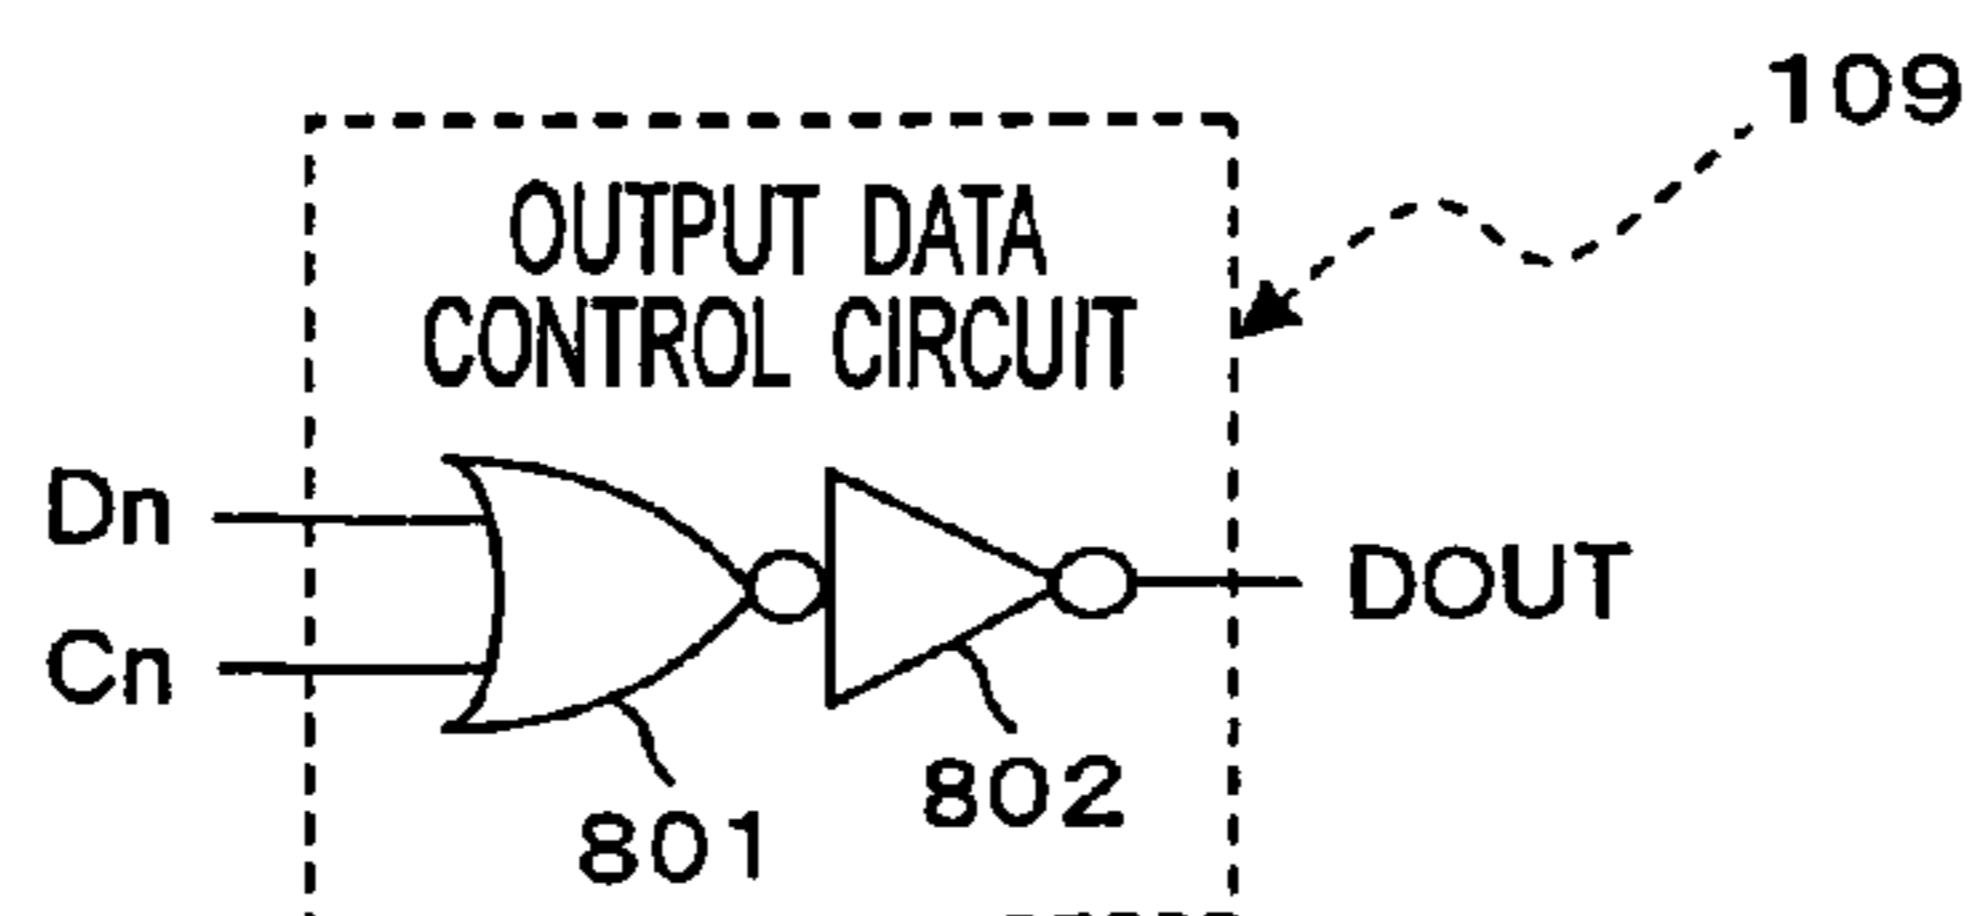 109
OUTPUT DATA
CONTROL CIRCUIT
Dn
Cn
DOUT
802
801